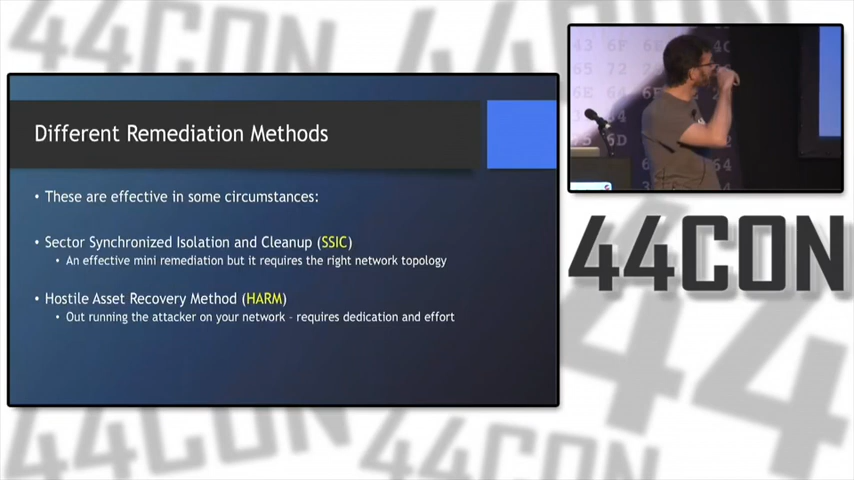 Different Remediation Methods
• These are effective in some circumstances:
• Sector Synchronized Isolation and Cleanup (SSIC)
• An effective mini remediation but it requires the right network topology
• Hostile Asset Recovery Method (HARM)
• Out running the attacker on your network – requires dedication and effort
44CON